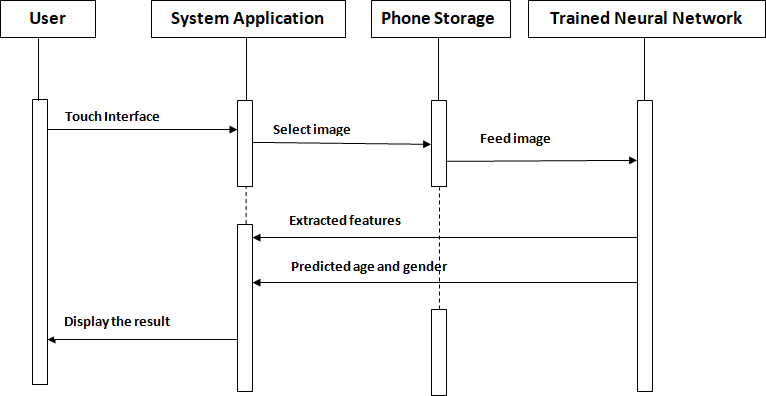 User
System Application
Phone Storage
Trained Neural Network
Touch Interface
Select image
Feed image
Extracted features
Predicted age and gender
Display the result